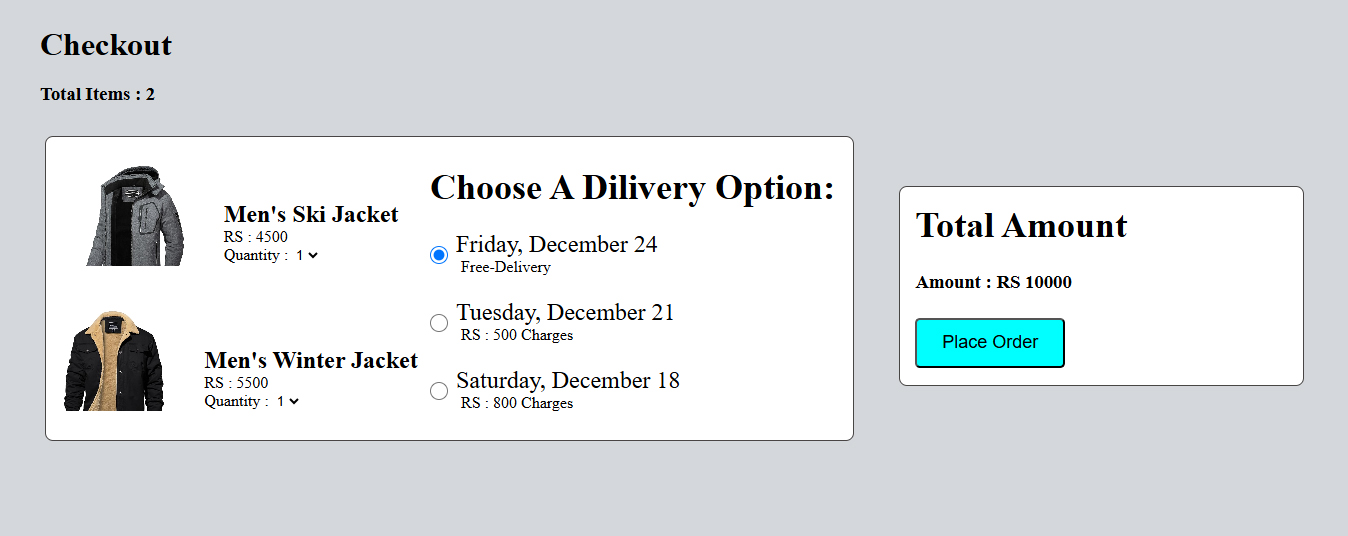 Checkout
Total Items : 2
Men's Ski Jacket
RS : 4500
Quantity : 1
Men's Winter Jacket
RS : 5500
Quantity : 1
Choose A Dilivery Option:
Friday, December 24
Free-Delivery
Tuesday, December 21
RS : 500 Charges
Saturday, December 18
RS : 800 Charges
Total Amount
Amount : RS 10000
Place Order